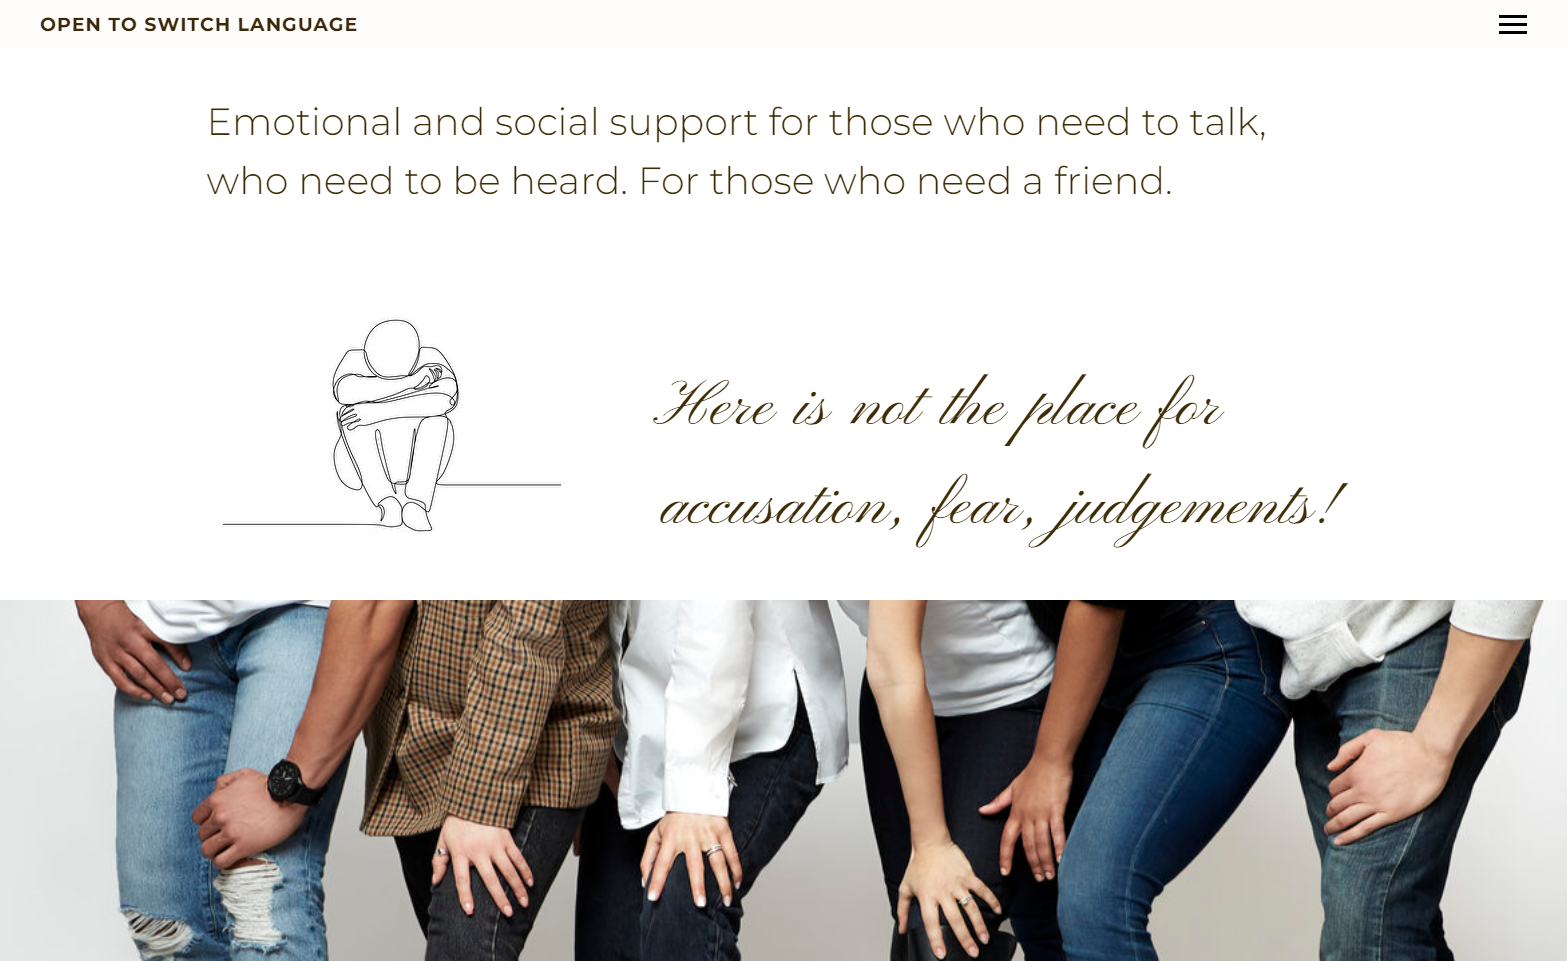 OPEN TO SWITCH LANGUAGE
Emotional and social support for those who need to talk,
who need to be heard. For those who need a friend.
Here is not the place for
accusation, fear, judgements!